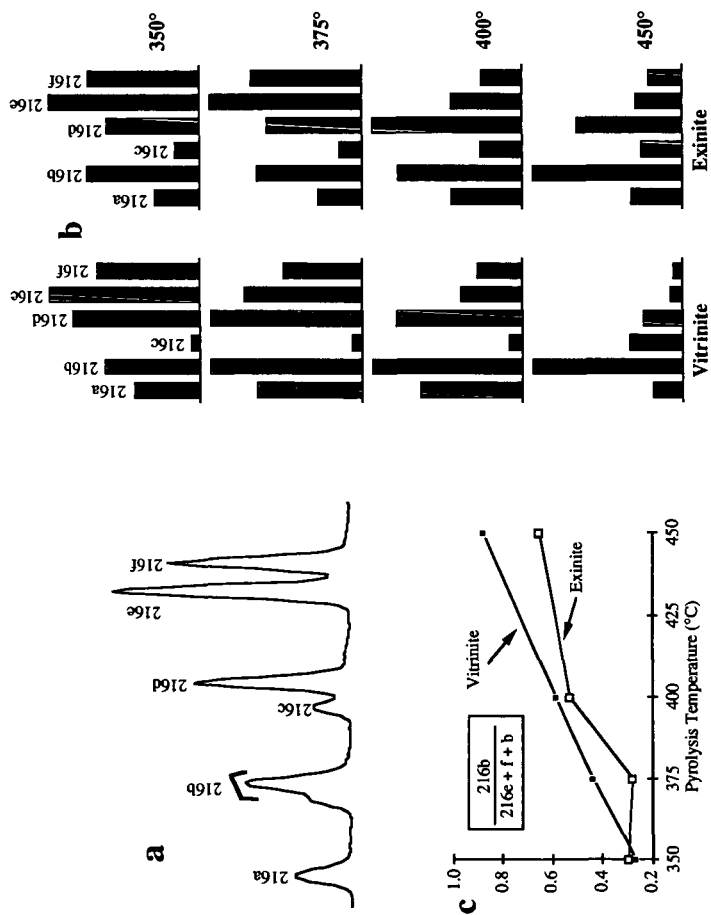 a
216a
216b
216c
216d
216e
216f
b
216a
216b
216c
216d
216e
216f
216a
216b
216c
216d
216e
216f
350°
375°
400°
450°
Vitrinite
Exinite
c
1.0
0.8
0.6
0.4
0.2
216b
216e + f + b
Vitrinite
Exinite
350
375
400
425
450
Pyrolysis Temperature (°C)